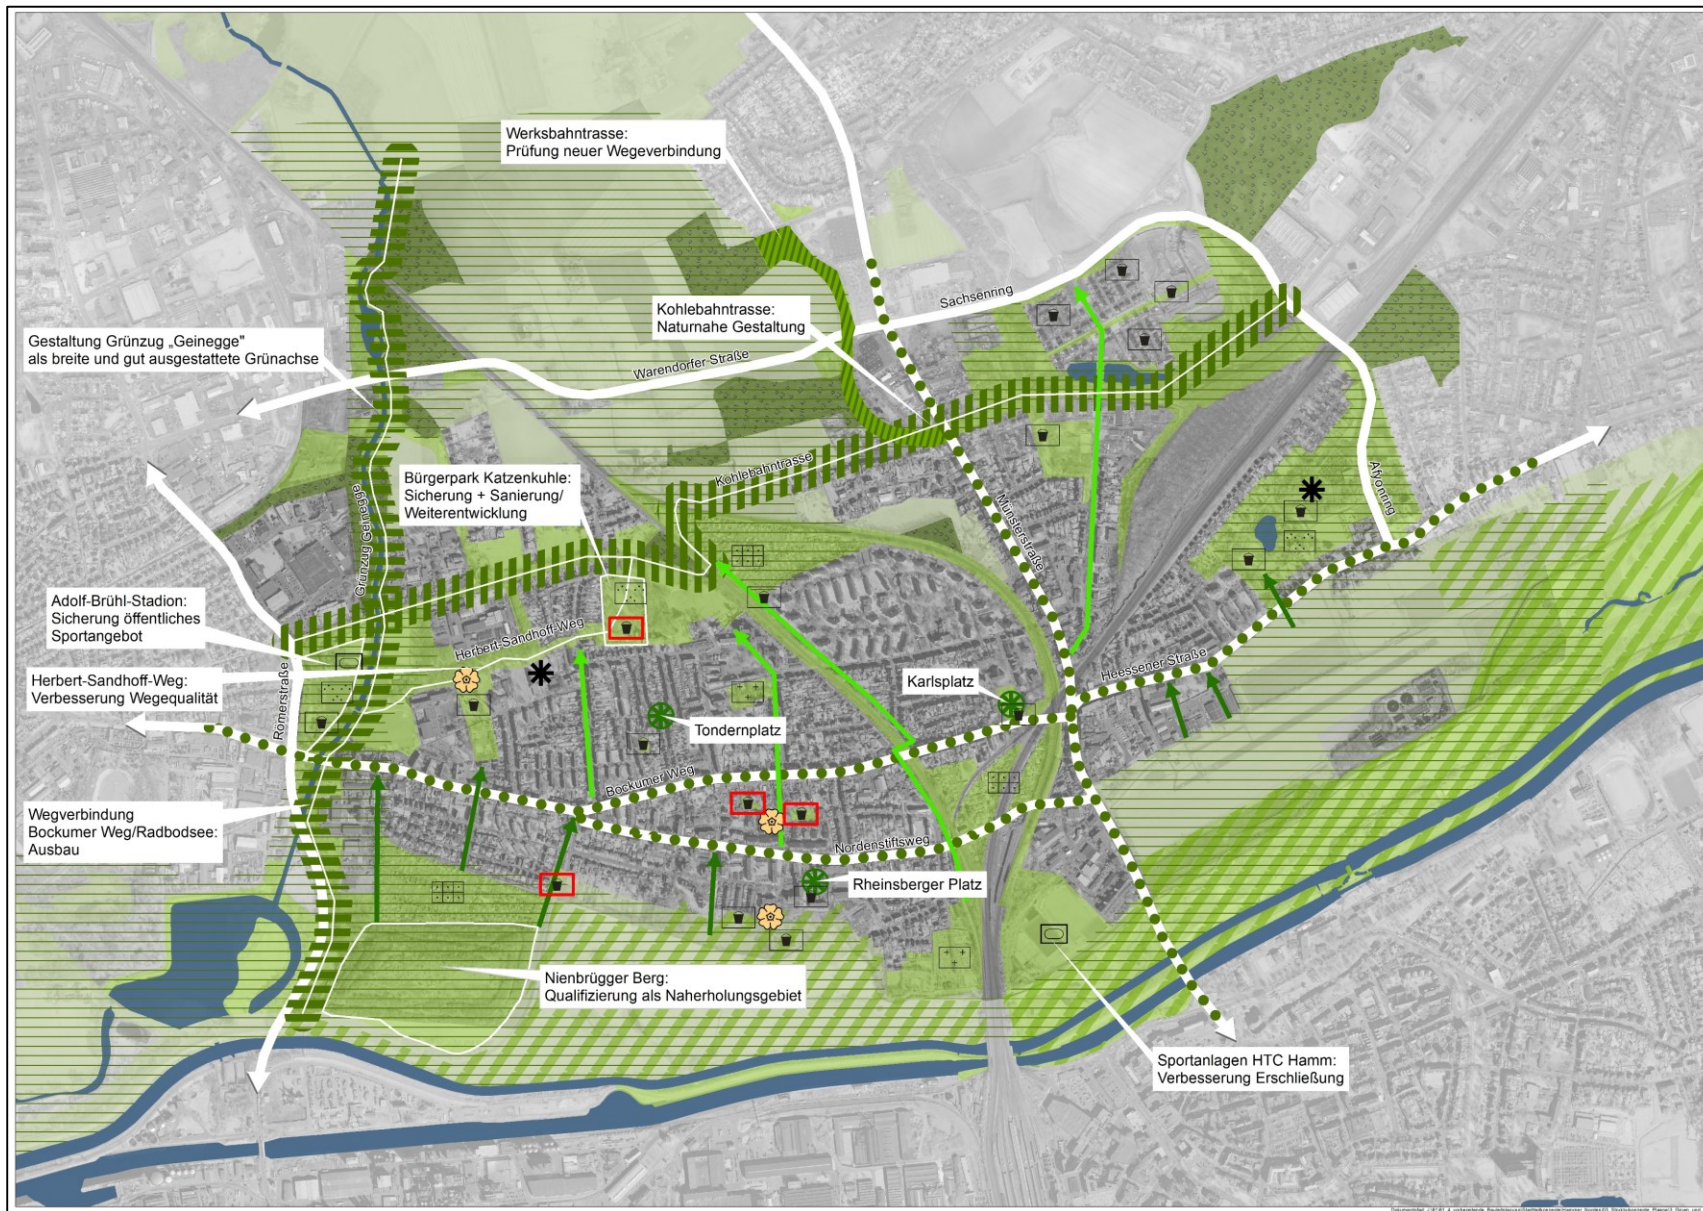 Werksbahntrasse:
Prüfung neuer Wegeverbindung
Sachsenring
Kohlebahntrasse:
Naturnahe Gestaltung
Gestaltung Grünzug „Geinegge"
als breite und gut ausgestattete Grünachse
Warendorfer Straße
Kohlebahntrasse
Bürgerpark Katzenkuhle:
Sicherung + Sanierung/
Weiterentwicklung
Grünzug Geinegge
Münsterstraße
Afyonring
Adolf-Brühl-Stadion:
Sicherung öffentliches
Sportangebot
Herbert-Sandhoff-Weg
Herbert-Sandhoff-Weg:
Verbesserung Wegequalität
Römerstraße
Heessener Straße
Karlsplatz
Tondernplatz
Bockumer Weg
Wegverbindung
Bockumer Weg/Radbodsee:
Ausbau
Nordenstiftsweg
Rheinsberger Platz
Nienbrügger Berg:
Qualifizierung als Naherholungsgebiet
Sportanlagen HTC Hamm:
Verbesserung Erschließung